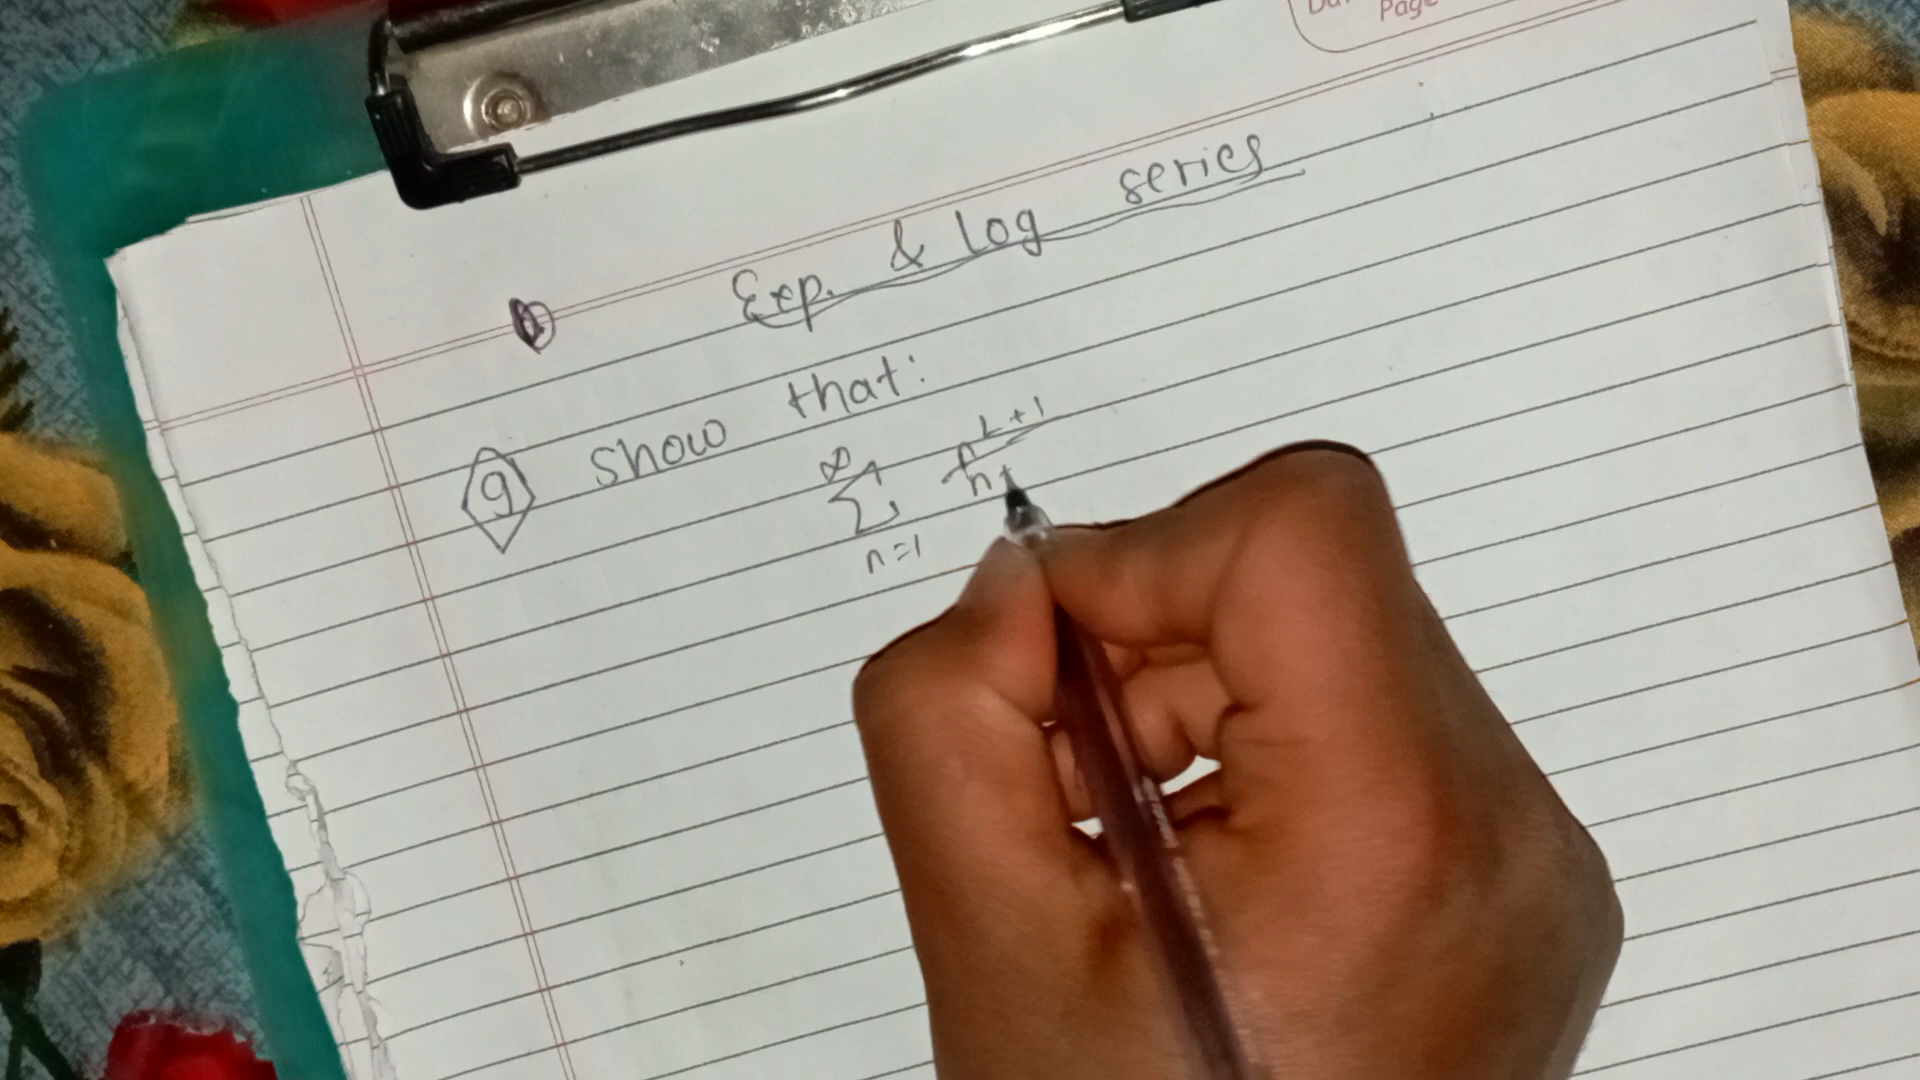 Page
Exp. & log series
9 Show that:
∞
Σ
n=1